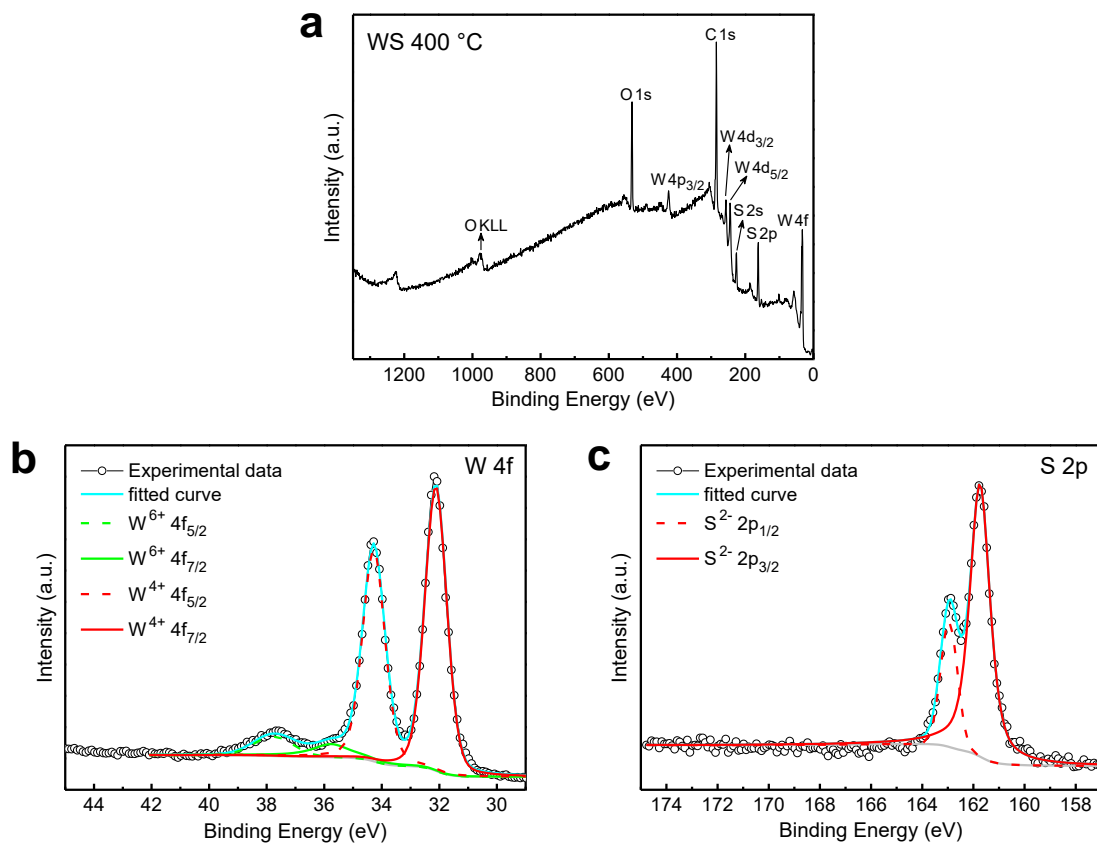 a
WS 400 °C
C 1s
O 1s
W 4d3/2
W 4d5/2
W 4p3/2
S 2s
W 4f
S 2p
O KLL
Intensity (a.u.)
1200 1000 800 600 400 200 0
Binding Energy (eV)
b
W 4f
Experimental data
fitted curve
W6+ 4f5/2
W6+ 4f7/2
W4+ 4f5/2
W4+ 4f7/2
Intensity (a.u.)
44 42 40 38 36 34 32 30
Binding Energy (eV)
c
S 2p
Experimental data
fitted curve
S2- 2p1/2
S2- 2p3/2
Intensity (a.u.)
174 172 170 168 166 164 162 160 158
Binding Energy (eV)